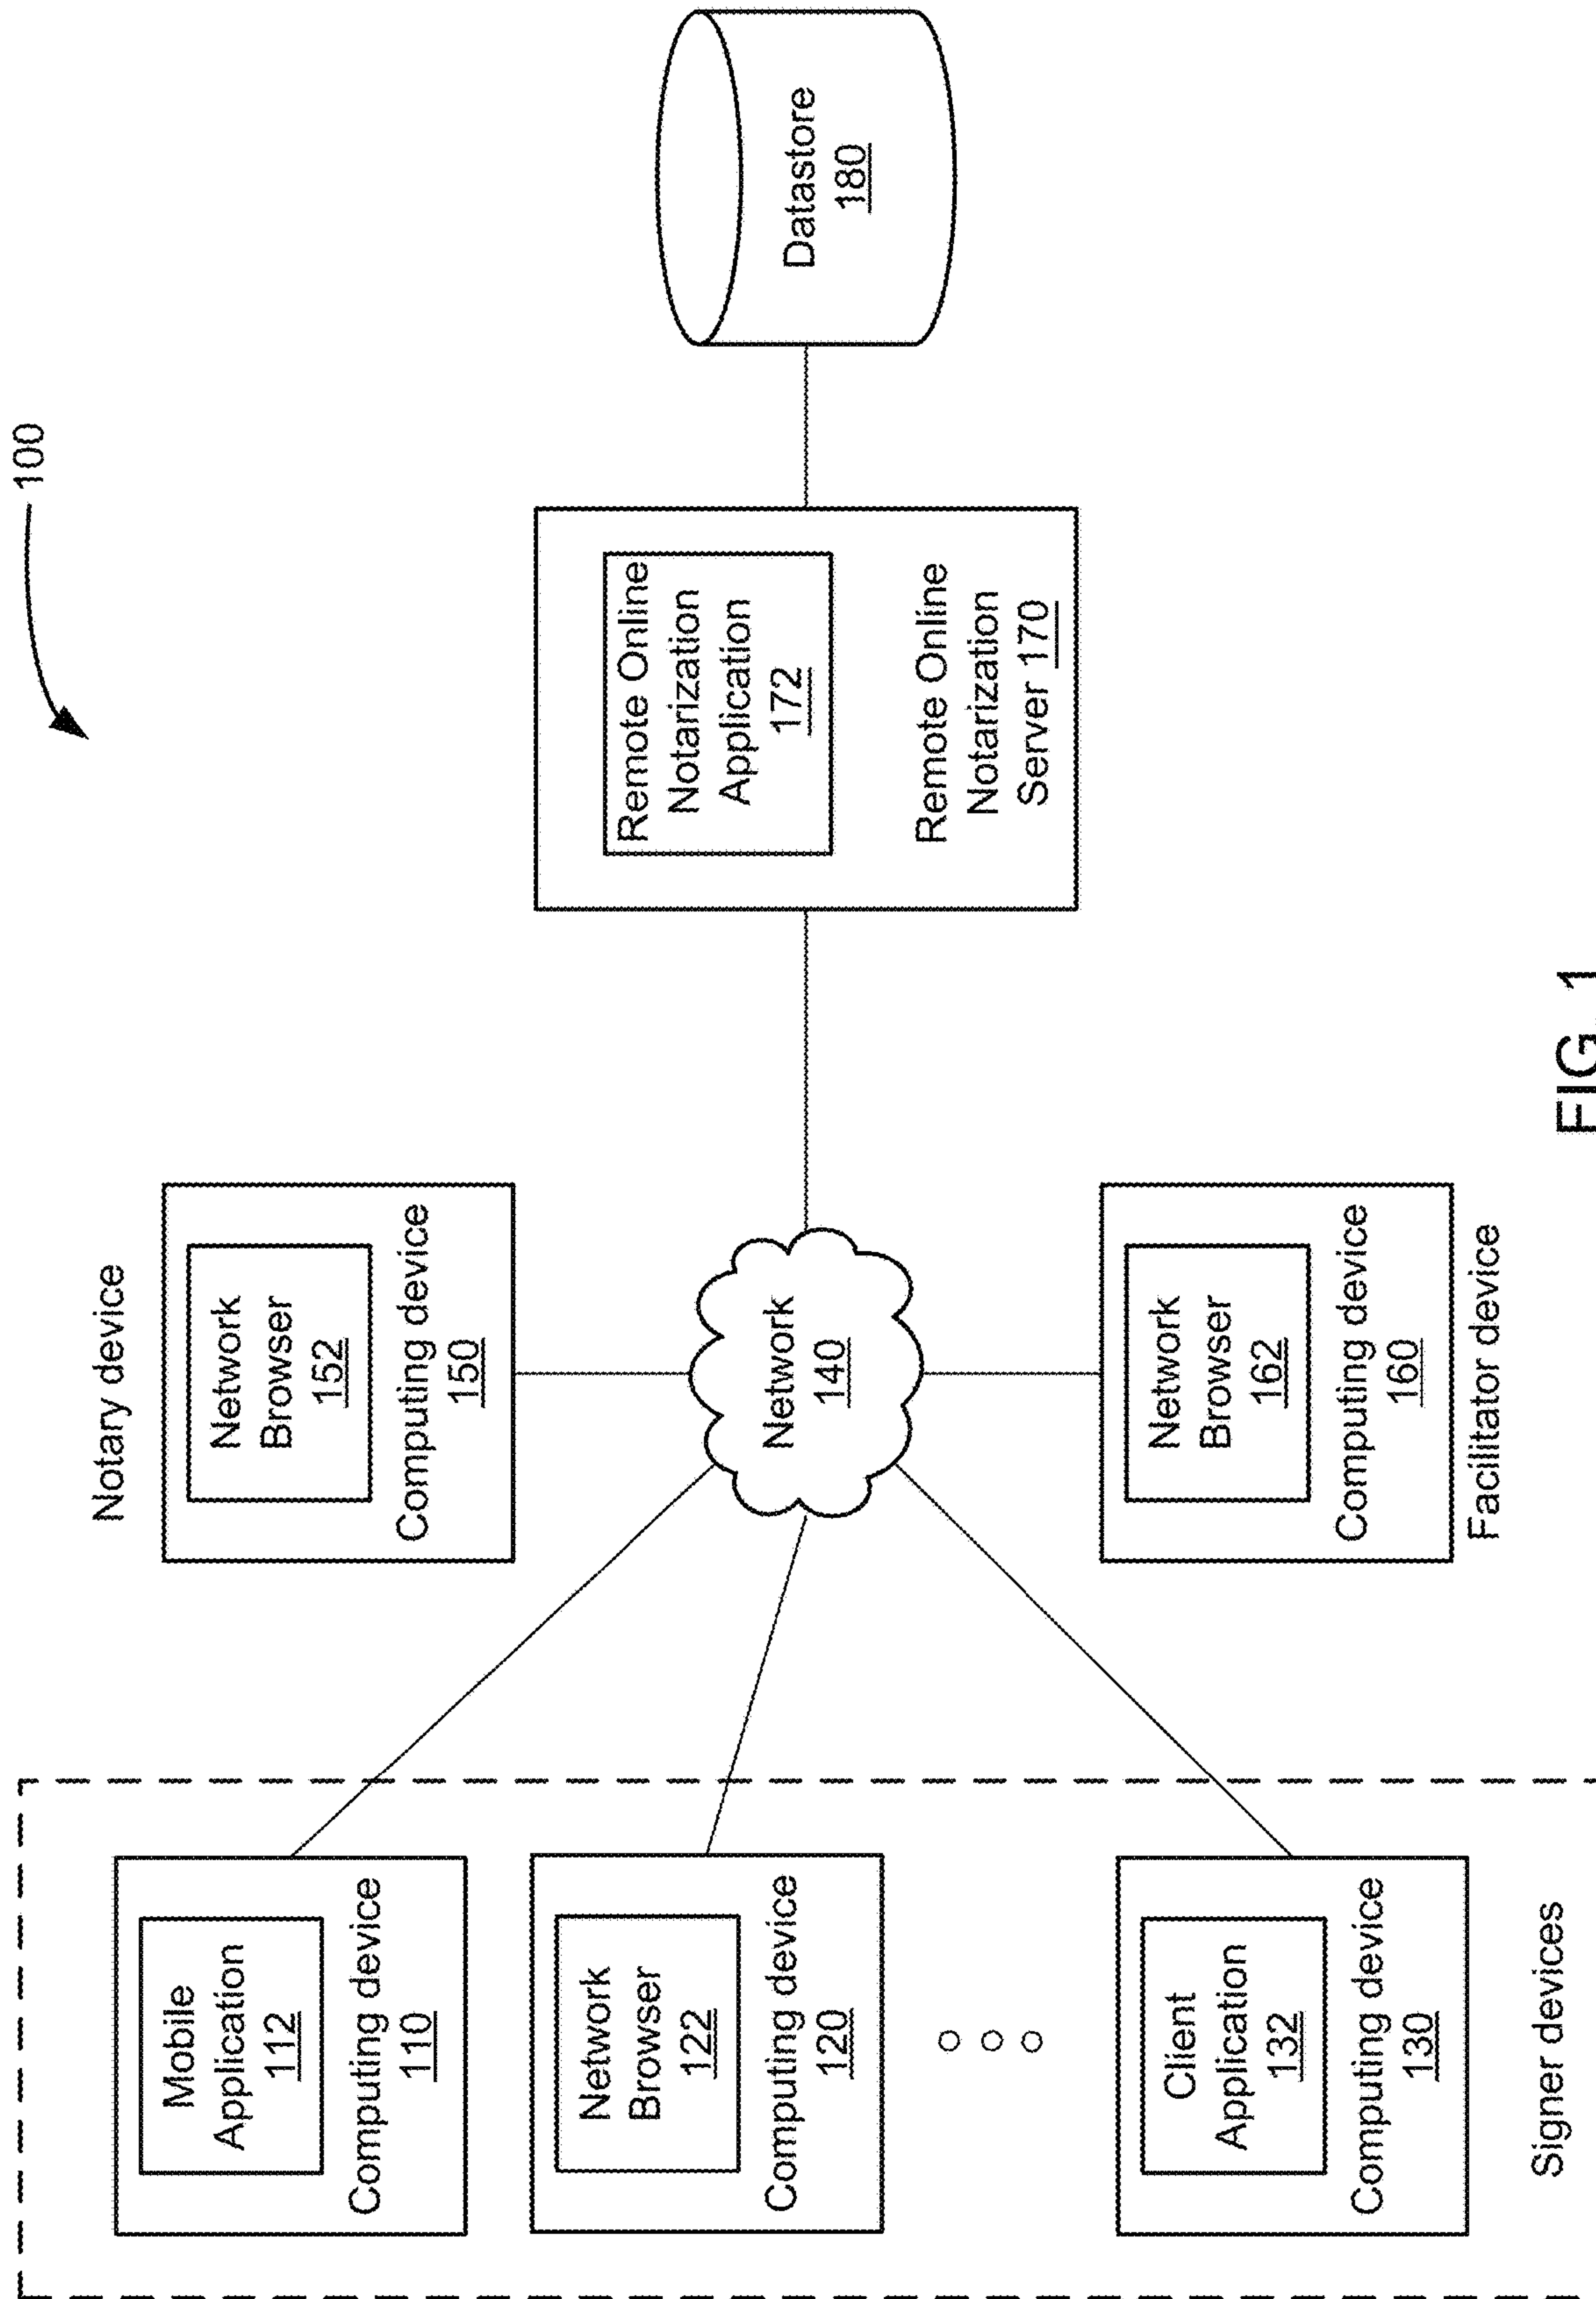 100
Notary device
Network
Browser
152
Computing device
150
Mobile
Application
112
Computing device
110
Network
Browser
122
Computing device
120
Client
Application
132
Computing device
130
Signer devices
Network
140
Network
Browser
162
Computing device
160
Facilitator device
Remote Online
Notarization
Application
172
Remote Online
Notarization
Server 170
Datastore
180
FIG. 1